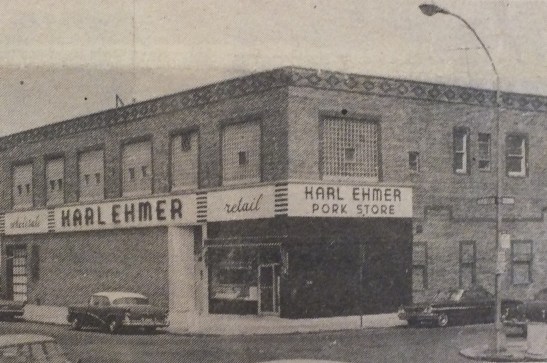 wholesale
KARL EHMER
retail
KARL EHMER
PORK STORE